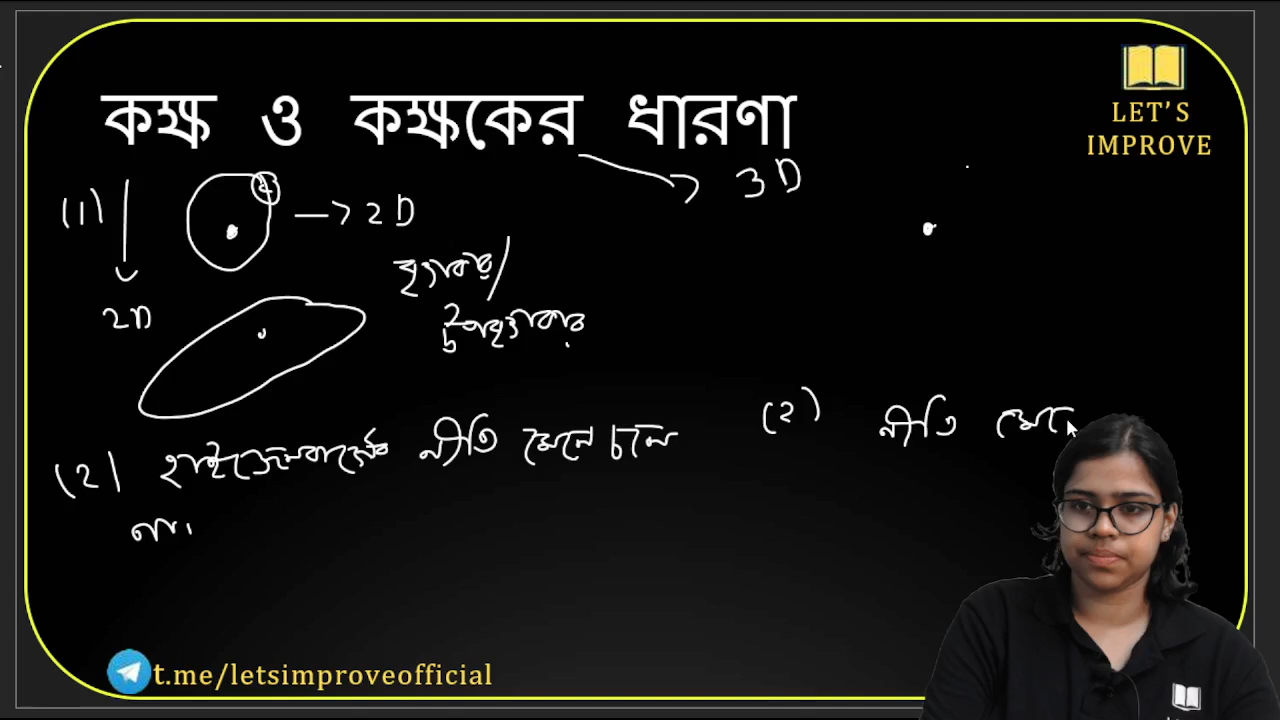 কক্ষ ও কক্ষকের ধারণা
LET'S
IMPROVE
3D
(1)
2D
2D
বৃত্তাকার/
উপবৃত্তাকার
(2) হাইজেনবার্গের নীতি মেনে চলে
না।
(2) নীতি মেনে
t.me/letsimproveofficial